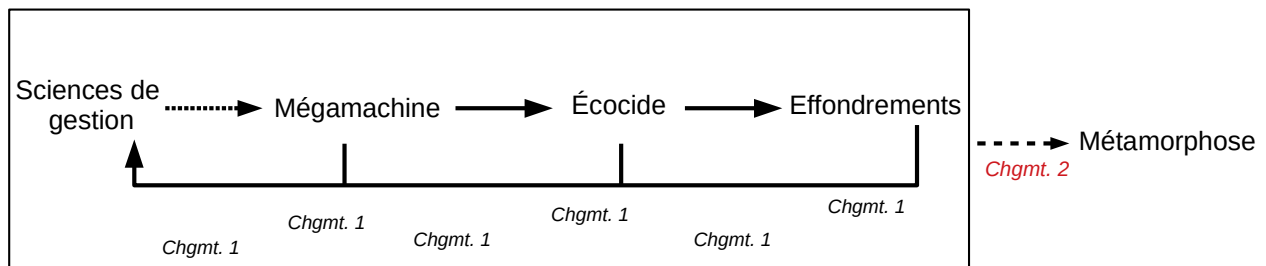 Sciences de
gestion
Mégamachine
Écocide
Effondrements
Métamorphose
Chgmt. 2
Chgmt. 1
Chgmt. 1
Chgmt. 1
Chgmt. 1
Chgmt. 1
Chgmt. 1